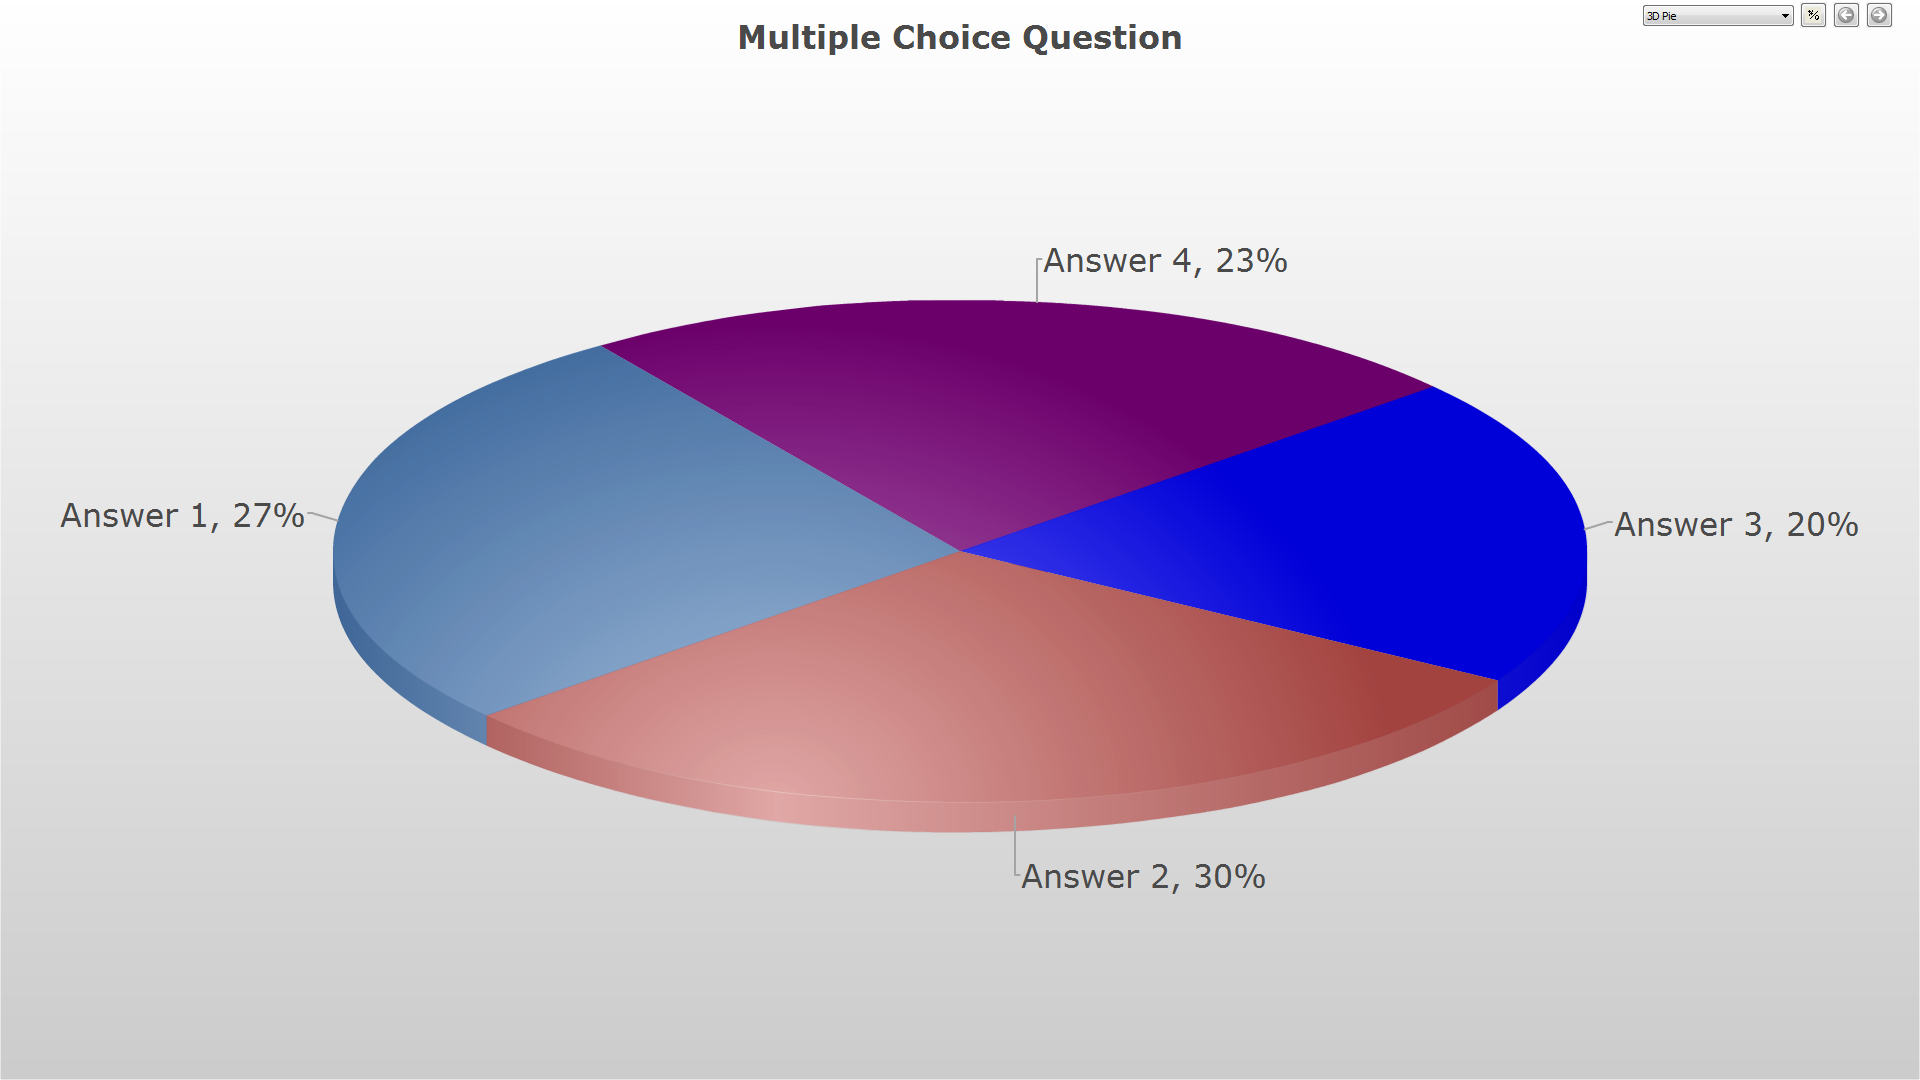 3D Pie
%
Multiple Choice Question
Answer 4, 23%
Answer 1, 27%
Answer 3, 20%
Answer 2, 30%